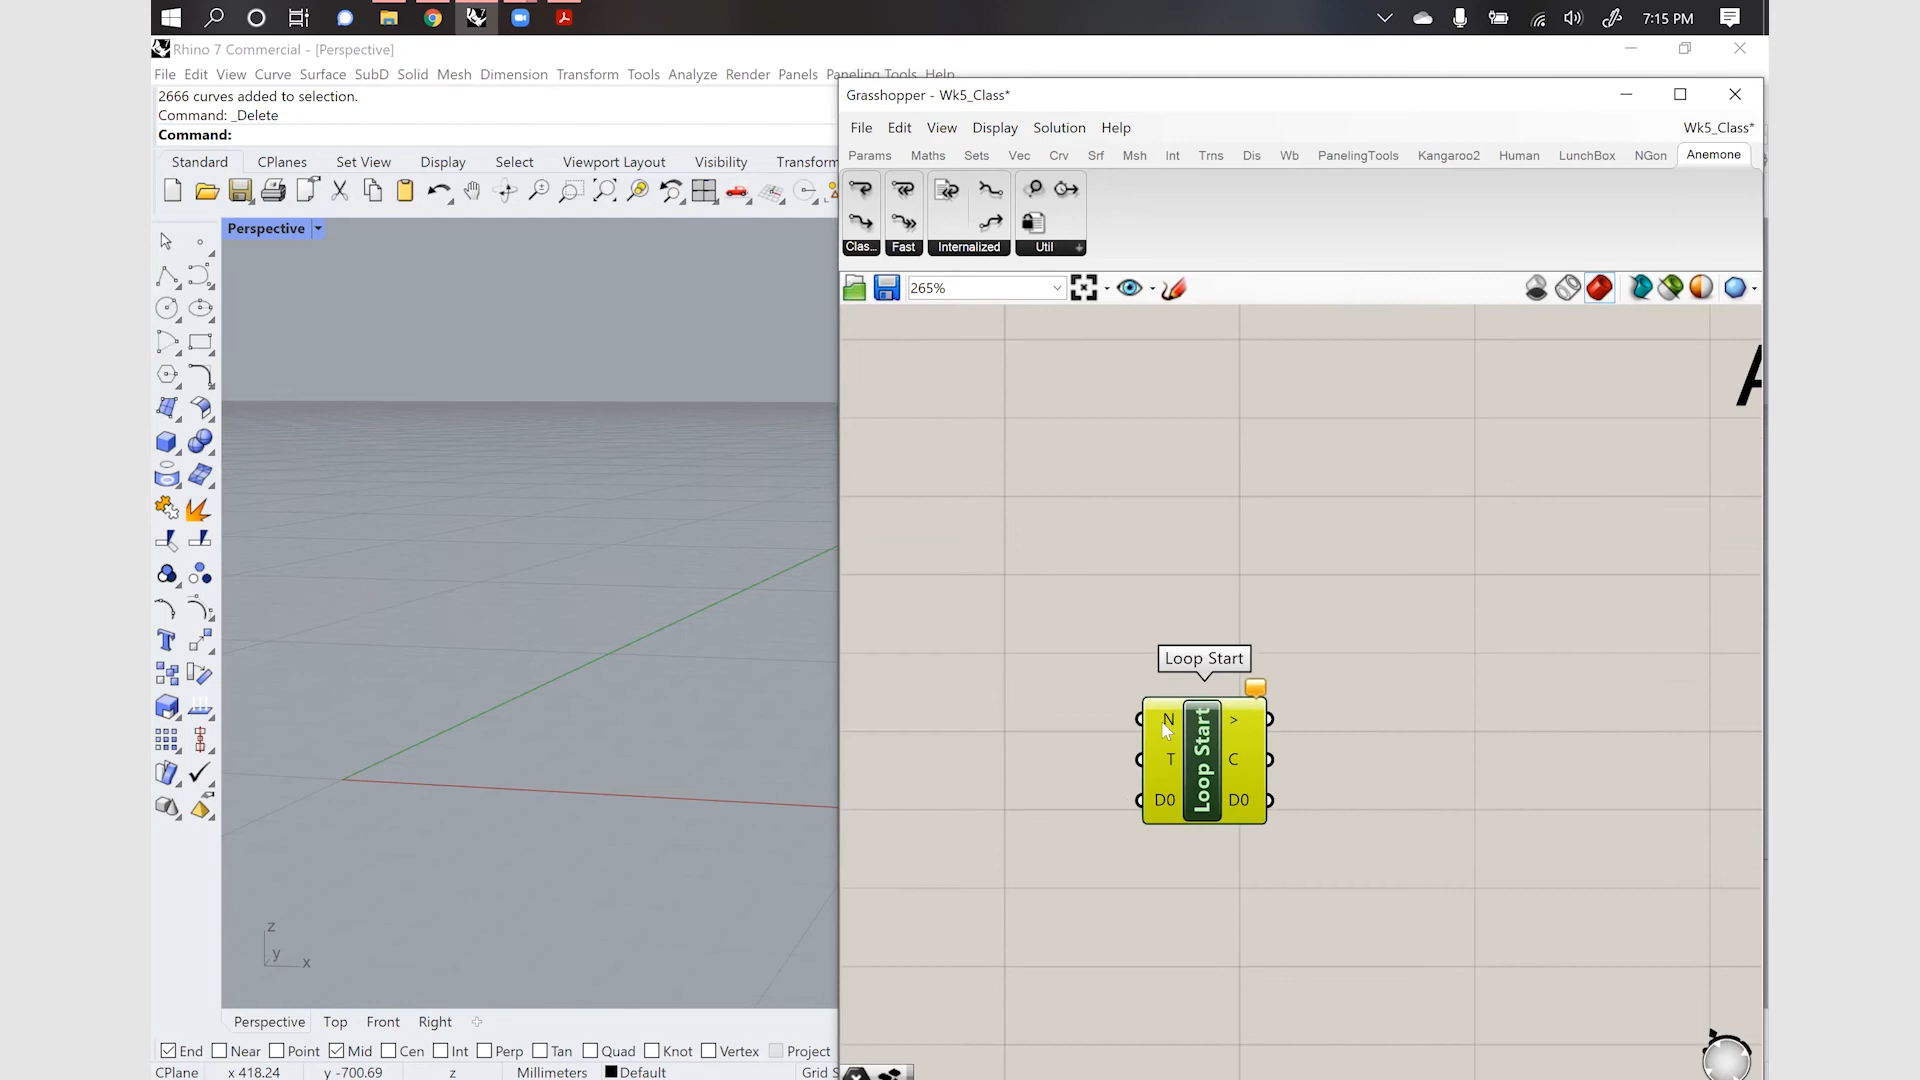 7:15 PM
Rhino 7 Commercial - [Perspective]
File Edit View Curve Surface SubD Solid Mesh Dimension Transform Tools Analyze Render Panels Paneling Tools Help
2666 curves added to selection.
Command: _Delete
Command:
Standard CPlanes Set View Display Select Viewport Layout Visibility Transform
Perspective
z
y
x
Perspective Top Front Right
End Near Point Mid Cen Int Perp Tan Quad Knot Vertex Project
CPlane x 418.24 y -700.69 z Millimeters Default Grid S
Grasshopper - Wk5_Class*
File Edit View Display Solution Help Wk5_Class*
Params Maths Sets Vec Crv Srf Msh Int Trns Dis Wb PanelingTools Kangaroo2 Human LunchBox NGon Anemone
Clas... Fast Internalized Util
265%
A
Loop Start
N >
T C
D0 D0
Loop Start